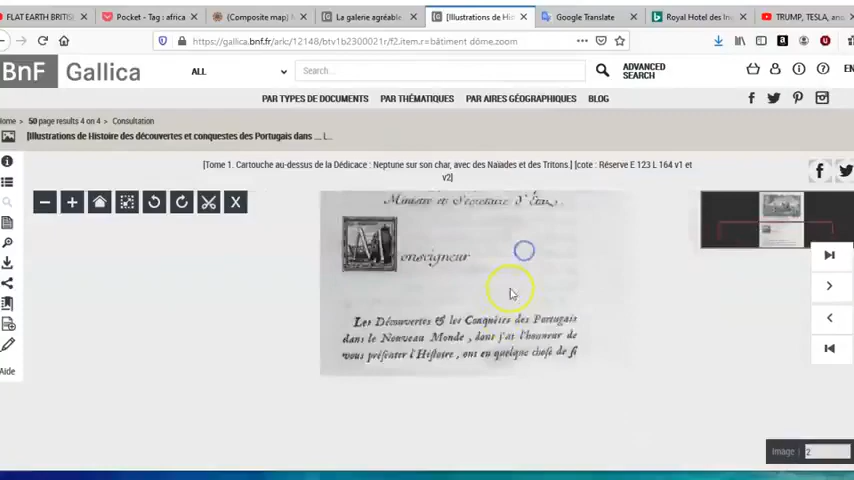 FLAT EARTH BRITISH
Pocket - Tag : africa
(Composite map)
La galerie agréable
[Illustrations de His
Google Translate
Royal Hotel des In
TRUMP, TESLA, an
https://gallica.bnf.fr/ark:/12148/btv1b2300021r/f2.item.r=bâtiment dôme.zoom
BnF Gallica
ALL
Search...
ADVANCED
SEARCH
EN
PAR TYPES DE DOCUMENTS
PAR THÉMATIQUES
PAR AIRES GÉOGRAPHIQUES
BLOG
Home > 50 page results 4 on 4 > Consultation
[Illustrations de Histoire des découvertes et conquestes des Portugais dans ... L...
[Tome 1. Cartouche au-dessus de la Dédicace : Neptune sur son char, avec des Naïades et des Tritons.] [cote : Réserve E 123 L 164 v1 et
v2]
Ministre et Secretaire d'Etat,
Monseigneur
Les Découvertes & les Conquêtes des Portugais
dans le Nouveau Monde, dont j'ai l'honneur de
vous présenter l'Histoire, ont en quelque chose de si
Aide
Image
2